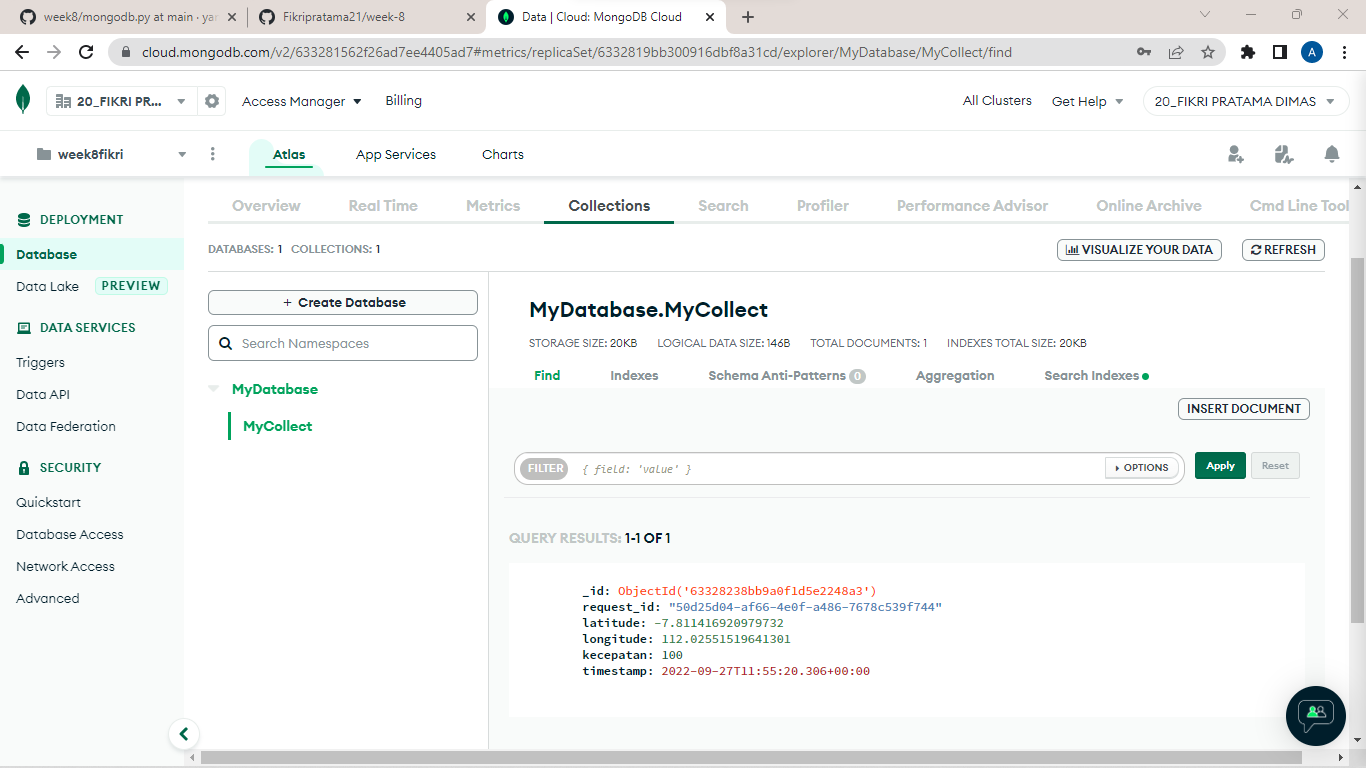 week8/mongodb.py at main · yar
Fikripratama21/week-8
Data | Cloud: MongoDB Cloud
cloud.mongodb.com/v2/633281562f26ad7ee4405ad7#metrics/replicaSet/6332819bb300916dbf8a31cd/explorer/MyDatabase/MyCollect/find
A
20_FIKRI PR...
Access Manager
Billing
All Clusters
Get Help
20_FIKRI PRATAMA DIMAS
week8fikri
Atlas
App Services
Charts
DEPLOYMENT
Database
Data Lake PREVIEW
DATA SERVICES
Triggers
Data API
Data Federation
SECURITY
Quickstart
Database Access
Network Access
Advanced
Overview
Real Time
Metrics
Collections
Search
Profiler
Performance Advisor
Online Archive
Cmd Line Tool
DATABASES: 1 COLLECTIONS: 1
VISUALIZE YOUR DATA
REFRESH
+ Create Database
Search Namespaces
MyDatabase
MyCollect
MyDatabase.MyCollect
STORAGE SIZE: 20KB LOGICAL DATA SIZE: 146B TOTAL DOCUMENTS: 1 INDEXES TOTAL SIZE: 20KB
Find
Indexes
Schema Anti-Patterns 0
Aggregation
Search Indexes
INSERT DOCUMENT
FILTER { field: 'value' }
OPTIONS
Apply
Reset
QUERY RESULTS: 1-1 OF 1
_id: ObjectId('63328238bb9a0f1d5e2248a3')
request_id: "50d25d04-af66-4e0f-a486-7678c539f744"
latitude: -7.811416920979732
longitude: 112.02551519641301
kecepatan: 100
timestamp: 2022-09-27T11:55:20.306+00:00